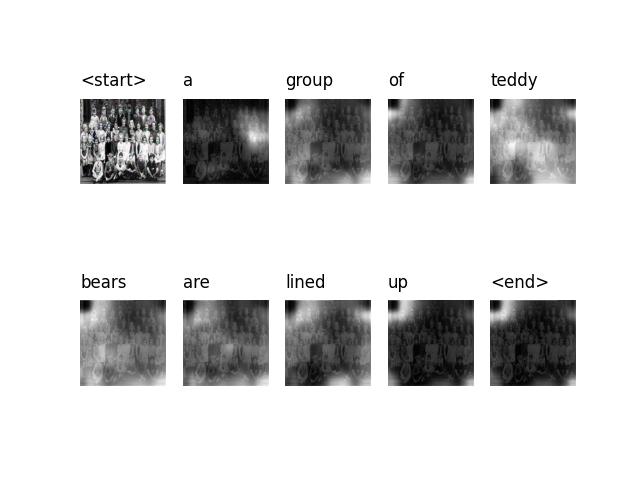 <start> a group of teddy
bears are lined up <end>